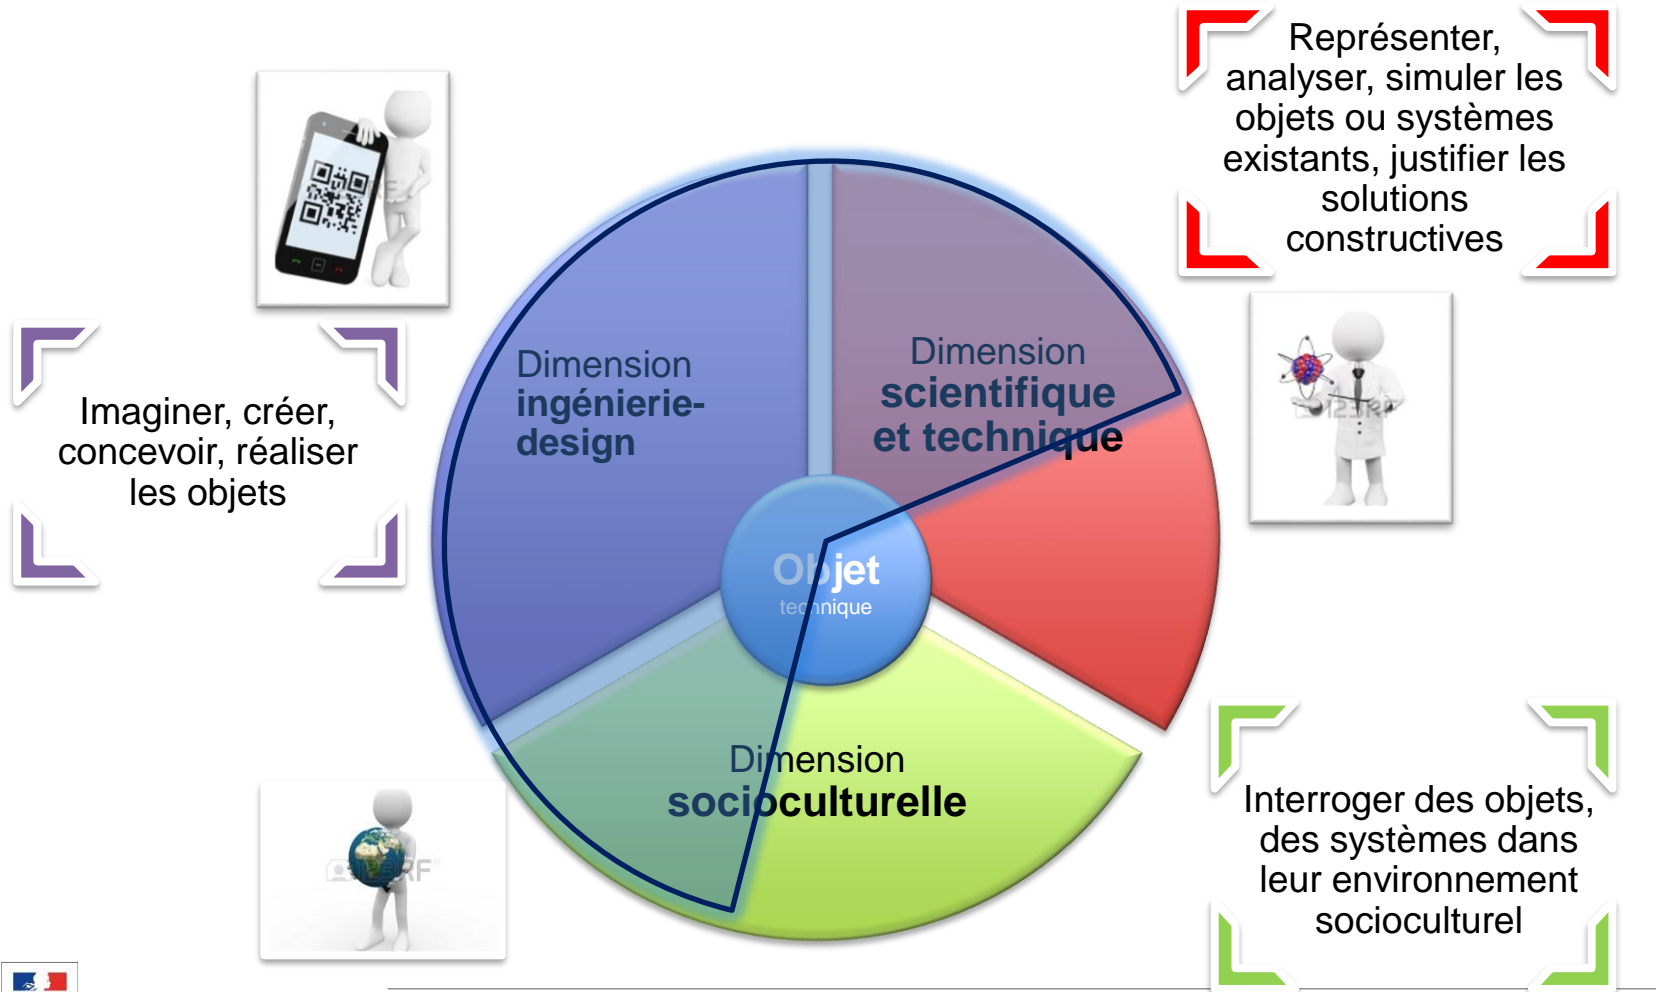 Représenter,
analyser, simuler les
objets ou systèmes
existants, justifier les
solutions
constructives
Dimension
ingénierie-
design
Dimension
scientifique
et technique
Imaginer, créer,
concevoir, réaliser
les objets
Objet
technique
Dimension
socioculturelle
Interroger des objets,
des systèmes dans
leur environnement
socioculturel